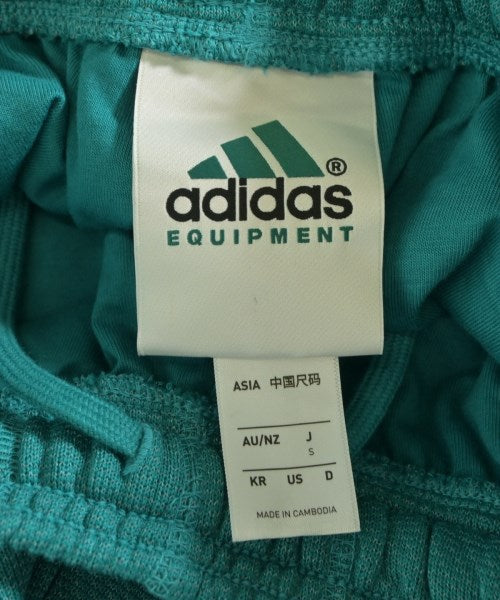 ®
adidas
EQUIPMENT
ASIA 中国尺码
AU/NZ J
S
KR US D
MADE IN CAMBODIA